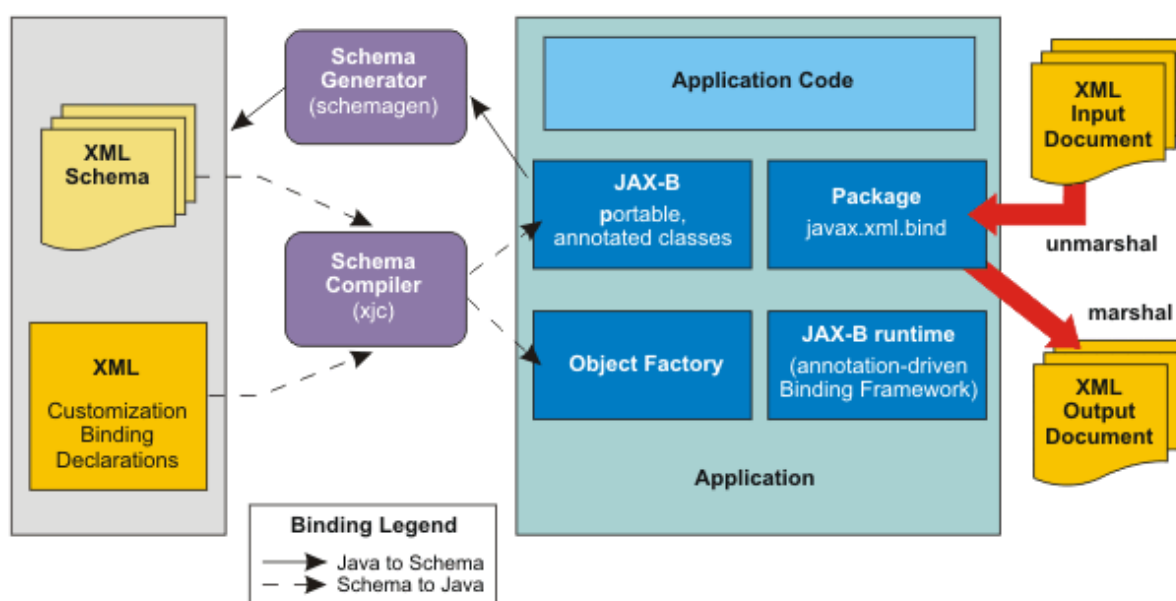 Schema
Generator
(schemagen)
XML
Schema
Schema
Compiler
(xjc)
XML
Customization
Binding
Declarations
Application Code
JAX-B
portable,
annotated classes
Package
javax.xml.bind
Object Factory
JAX-B runtime
(annotation-driven
Binding Framework)
Application
XML
Input
Document
unmarshal
marshal
XML
Output
Document
Binding Legend
Java to Schema
Schema to Java